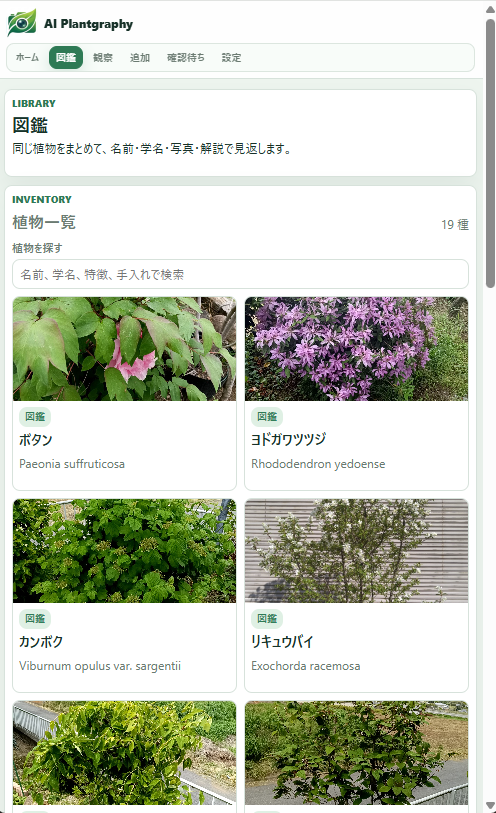 AI Plantgraphy
ホーム 図鑑 観察 追加 確認待ち 設定
LIBRARY
図鑑
同じ植物をまとめて、名前・学名・写真・解説で見返します。
INVENTORY
植物一覧 19 種
植物を探す
名前、学名、特徴、手入れで検索
図鑑
ボタン
Paeonia suffruticosa
図鑑
ヨドガワツツジ
Rhododendron yedoense
図鑑
カンボク
Viburnum opulus var. sargentii
図鑑
リキュウバイ
Exochorda racemosa